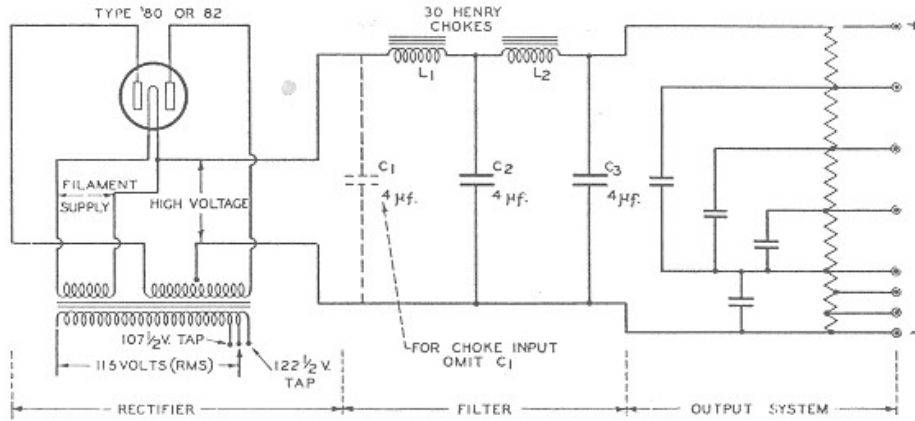 TYPE '80 OR 82
30 HENRY
CHOKES
L1
L2
FILAMENT
SUPPLY
HIGH VOLTAGE
C1
4 µf.
C2
4 µf.
C3
4 µf.
107½V. TAP
115 VOLTS (RMS)
122½V.
TAP
FOR CHOKE INPUT
OMIT C1
+
-
RECTIFIER
FILTER
OUTPUT SYSTEM